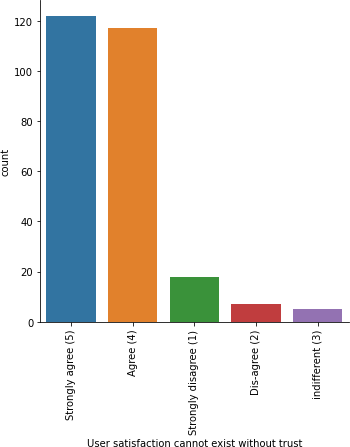 120
100
80
60
40
20
0
count
Strongly agree (5)
Agree (4)
Strongly disagree (1)
Dis-agree (2)
indifferent (3)
User satisfaction cannot exist without trust